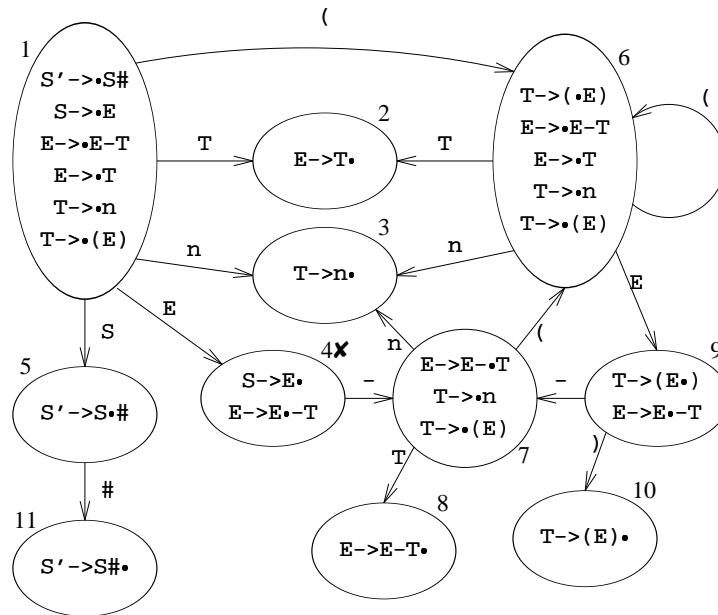 (
1
S'->•S#
S->•E
E->•E-T
E->•T
T->•n
T->•(E)
6
T->(•E)
E->•E-T
E->•T
T->•n
T->•(E)
(
2
T
E->T•
T
3
n
T->n•
n
E
E
S
5
S'->S•#
4✘
S->E•
E->E•-T
-
n
(
E->E-•T
T->•n
T->•(E)
7
-
9
T->(E•)
E->E•-T
#
T
)
11
S'->S#•
8
E->E-T•
10
T->(E)•